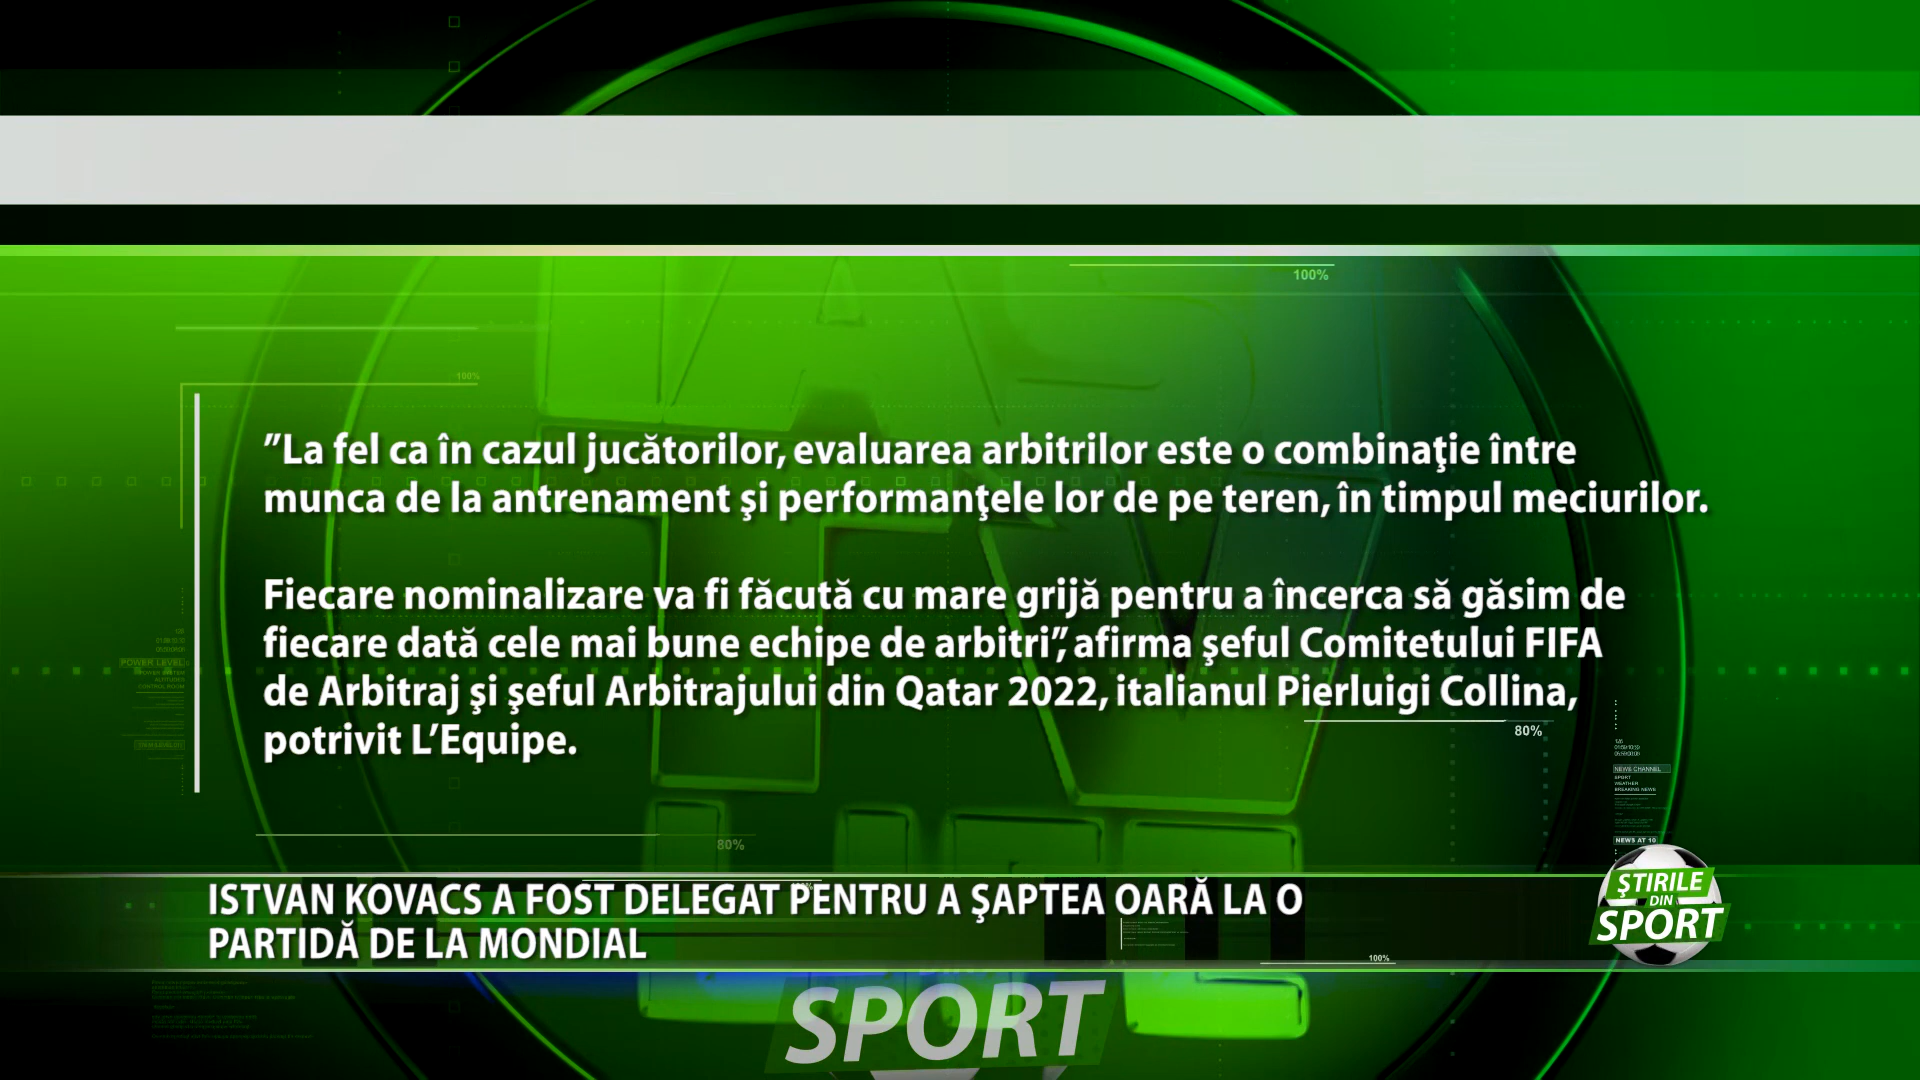 100%
100%
”La fel ca în cazul jucătorilor, evaluarea arbitrilor este o combinaţie între
munca de la antrenament şi performanţele lor de pe teren, în timpul meciurilor.
Fiecare nominalizare va fi făcută cu mare grijă pentru a încerca să găsim de
fiecare dată cele mai bune echipe de arbitri”, afirma şeful Comitetului FIFA
de Arbitraj şi şeful Arbitrajului din Qatar 2022, italianul Pierluigi Collina,
potrivit L’Equipe.
POWER LEVEL
80%
NEWS CHANNEL
SPORT
WEATHER
BREAKING NEWS
NEWS AT 10
80%
ISTVAN KOVACS A FOST DELEGAT PENTRU A ŞAPTEA OARĂ LA O
PARTIDĂ DE LA MONDIAL
ŞTIRILE
DIN
SPORT
100%
SPORT